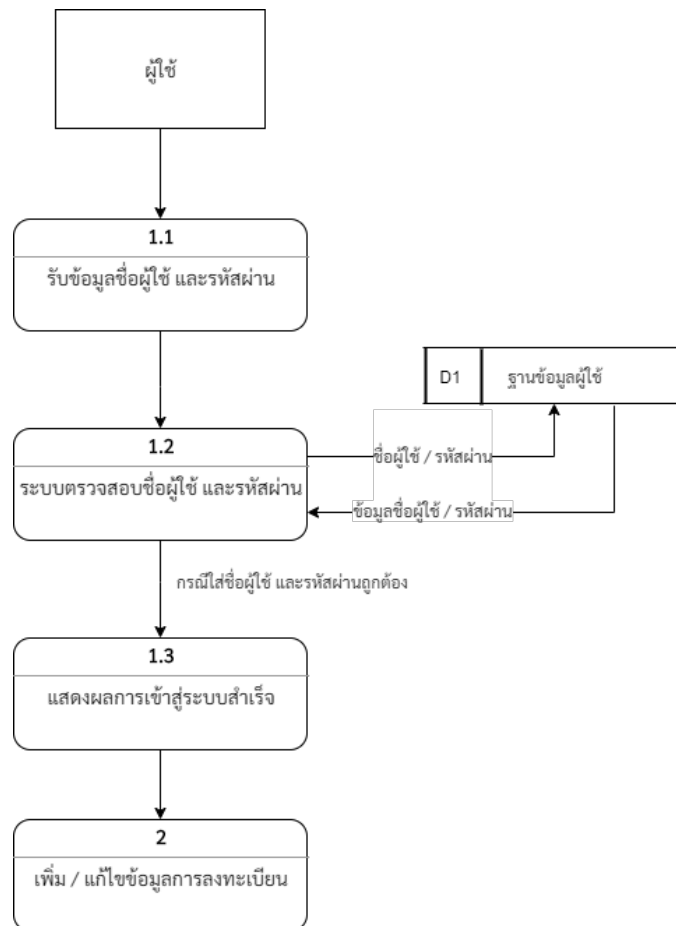 ผู้ใช้
1.1
รับข้อมูลชื่อผู้ใช้ และรหัสผ่าน
D1
ฐานข้อมูลผู้ใช้
1.2
ระบบตรวจสอบชื่อผู้ใช้ และรหัสผ่าน
ชื่อผู้ใช้ / รหัสผ่าน
ข้อมูลชื่อผู้ใช้ / รหัสผ่าน
กรณีใส่ชื่อผู้ใช้ และรหัสผ่านถูกต้อง
1.3
แสดงผลการเข้าสู่ระบบสำเร็จ
2
เพิ่ม / แก้ไขข้อมูลการลงทะเบียน